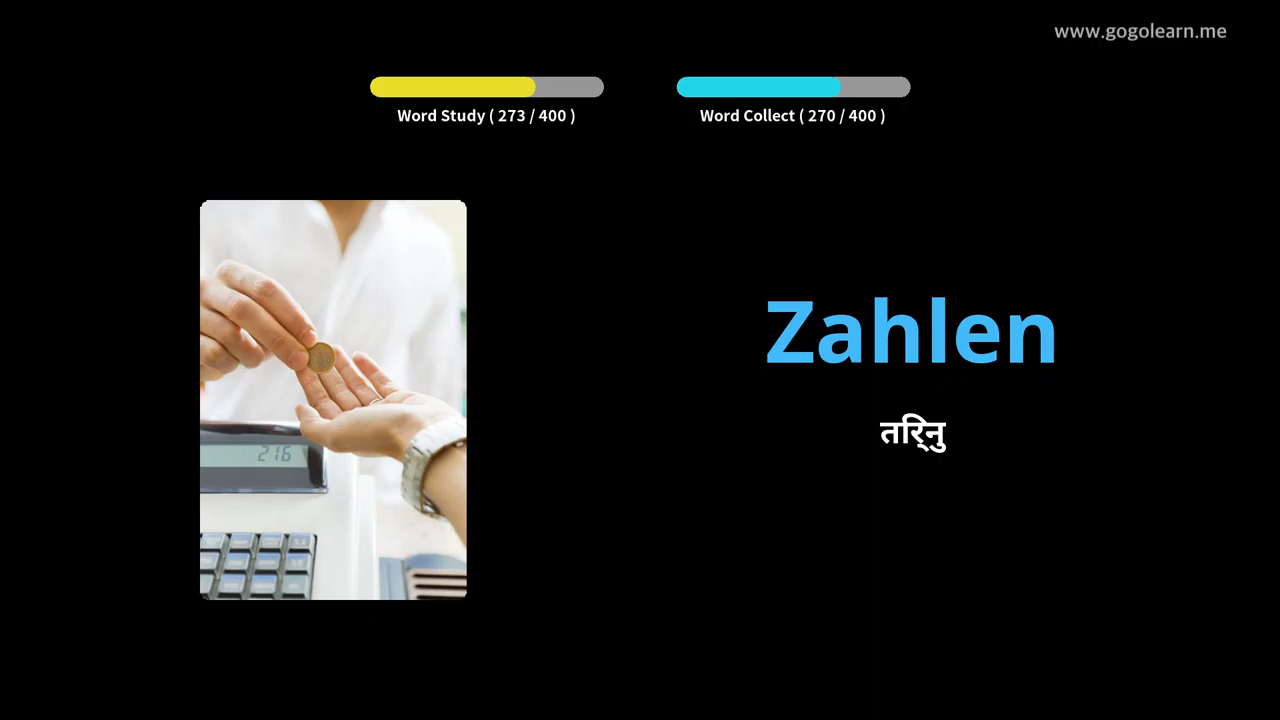 www.gogolearn.me
Word Study ( 273 / 400 )
Word Collect ( 270 / 400 )
216
Zahlen
तिर्नु